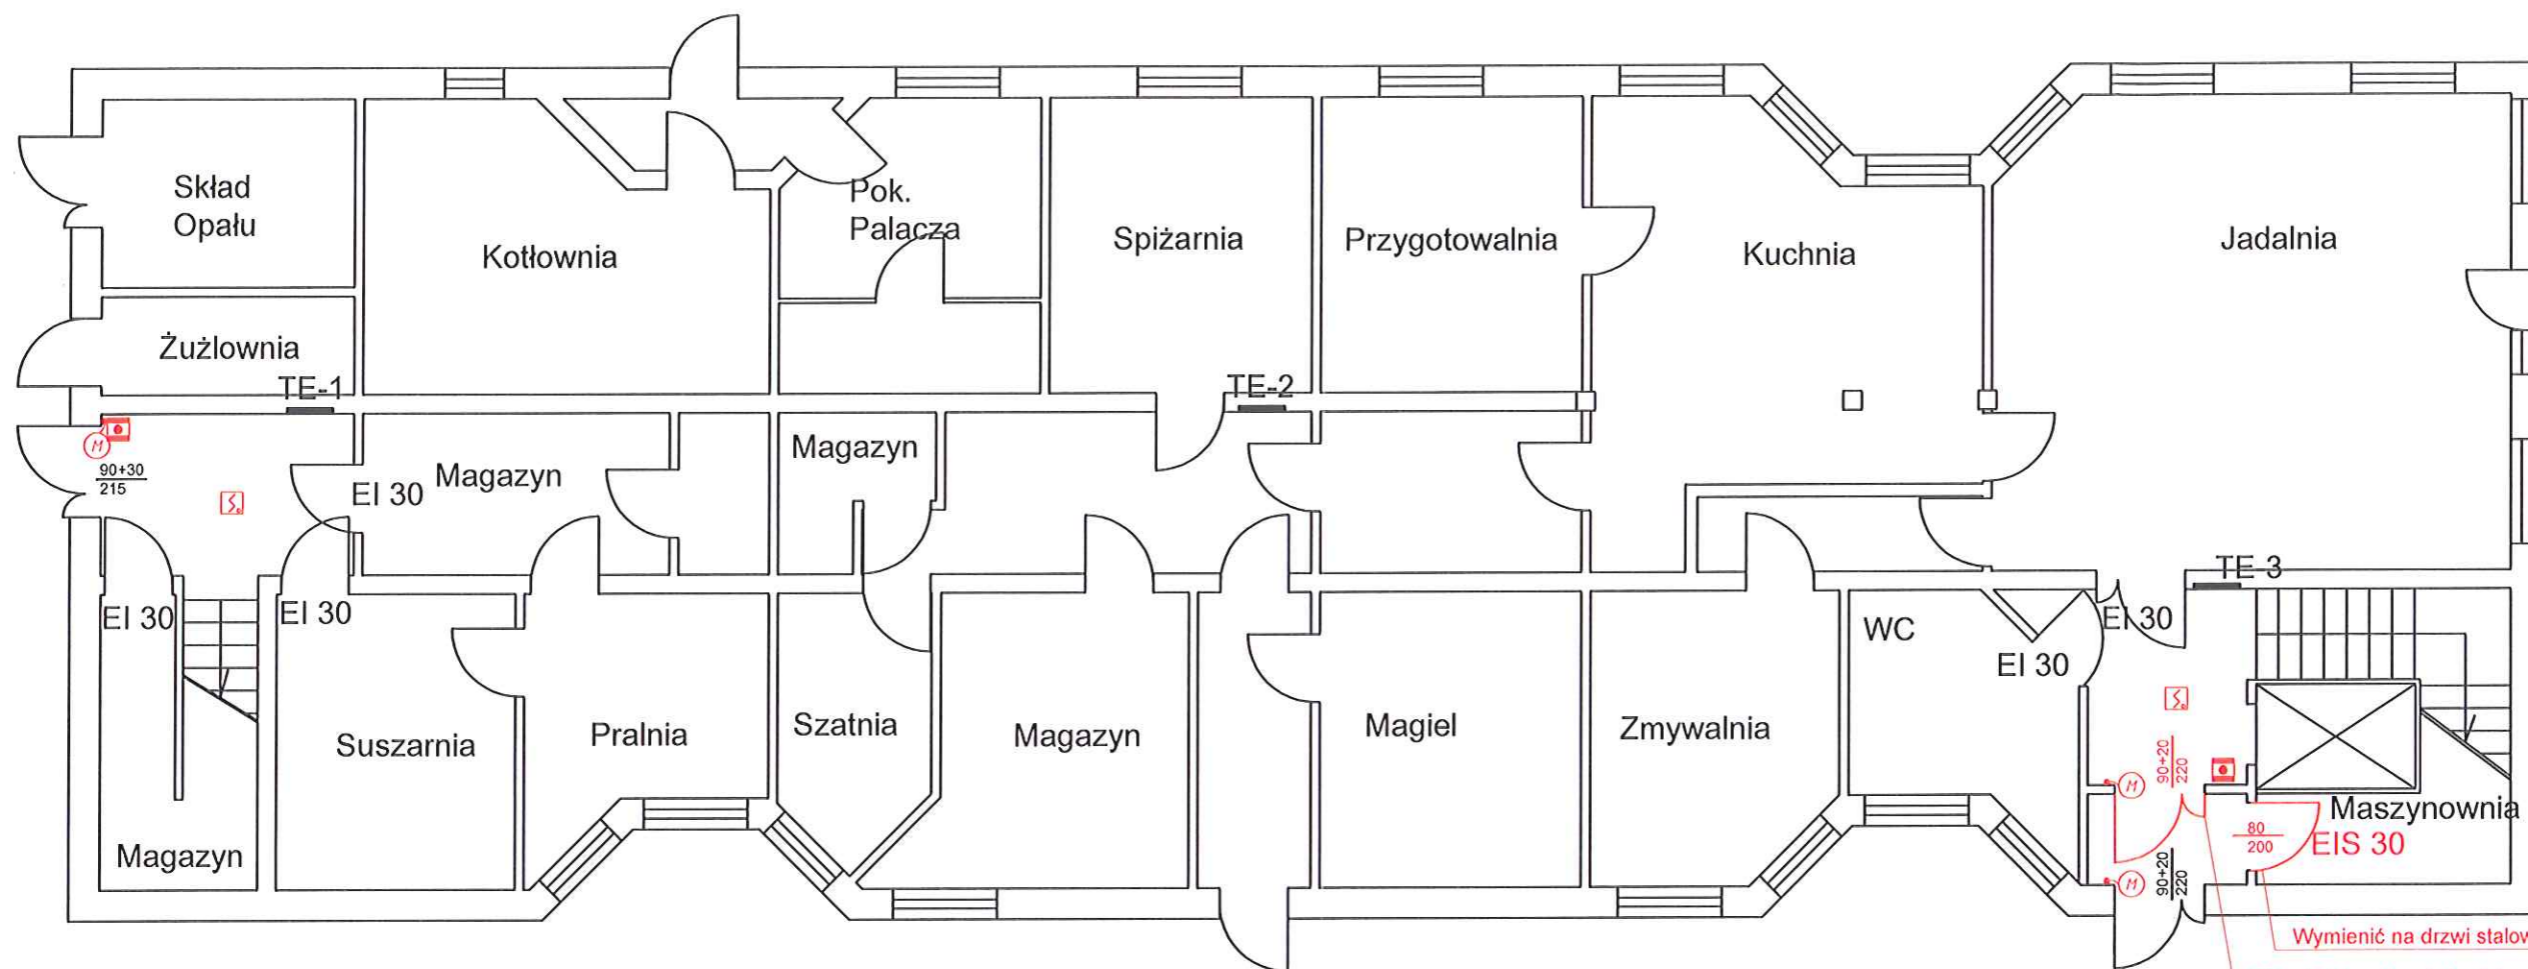 Skład
Opału
Kotłownia
Pok.
Palacza
Spiżarnia
Przygotowalnia
Kuchnia
Jadalnia
Żużlownia
TE-1
TE-2
M
90+30
215
EI 30
Magazyn
Magazyn
S
EI 30
EI 30
Suszarnia
Pralnia
Szatnia
Magazyn
Magiel
Zmywalnia
WC
EI 30
EI 30
TE-3
S
Magazyn
M
90+20
220
Maszynownia
80
200
EIS 30
M
90+20
220
Wymienić na drzwi stalow